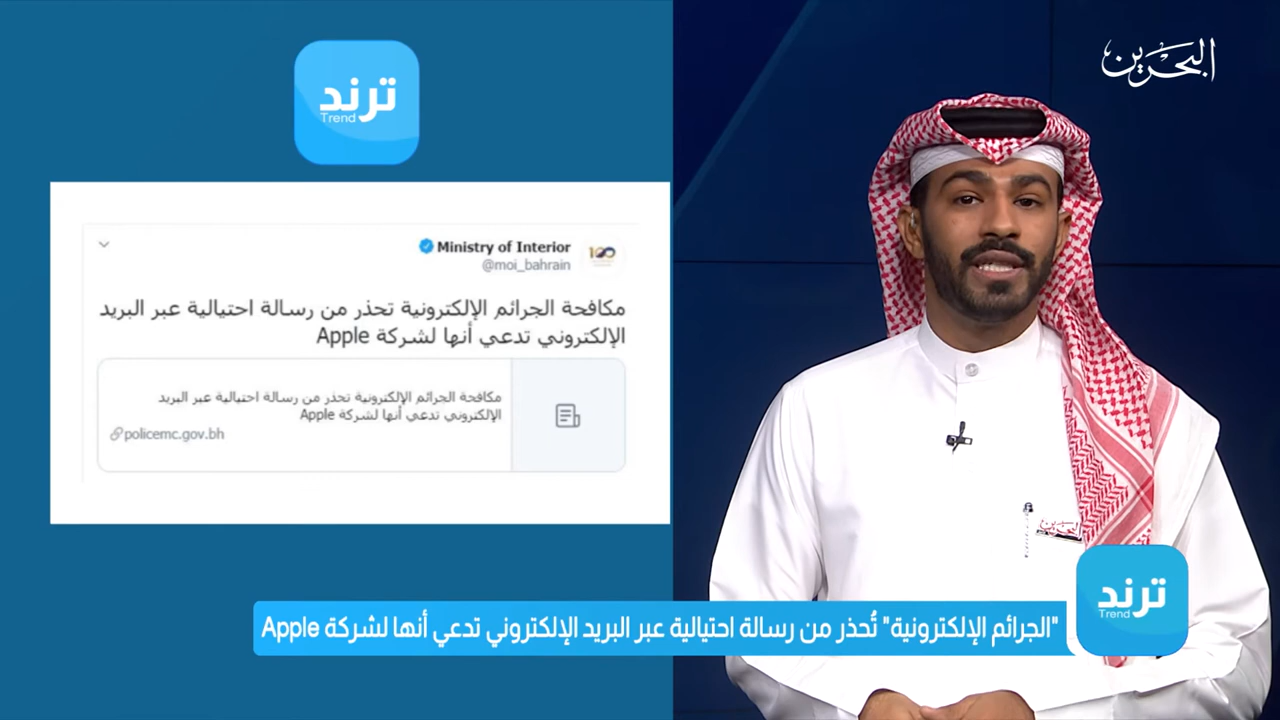 البحرين
ترند
Trend
Ministry of Interior
@moi_bahrain
100
مكافحة الجرائم الإلكترونية تحذر من رسالة احتيالية عبر البريد
الإلكتروني تدعي أنها لشركة Apple
مكافحة الجرائم الإلكترونية تحذر من رسالة احتيالية عبر البريد
الإلكتروني تدعي أنها لشركة Apple
policemc.gov.bh
البحرين
ترند
Trend
"الجرائم الإلكترونية" تُحذر من رسالة احتيالية عبر البريد الإلكتروني تدعي أنها لشركة Apple